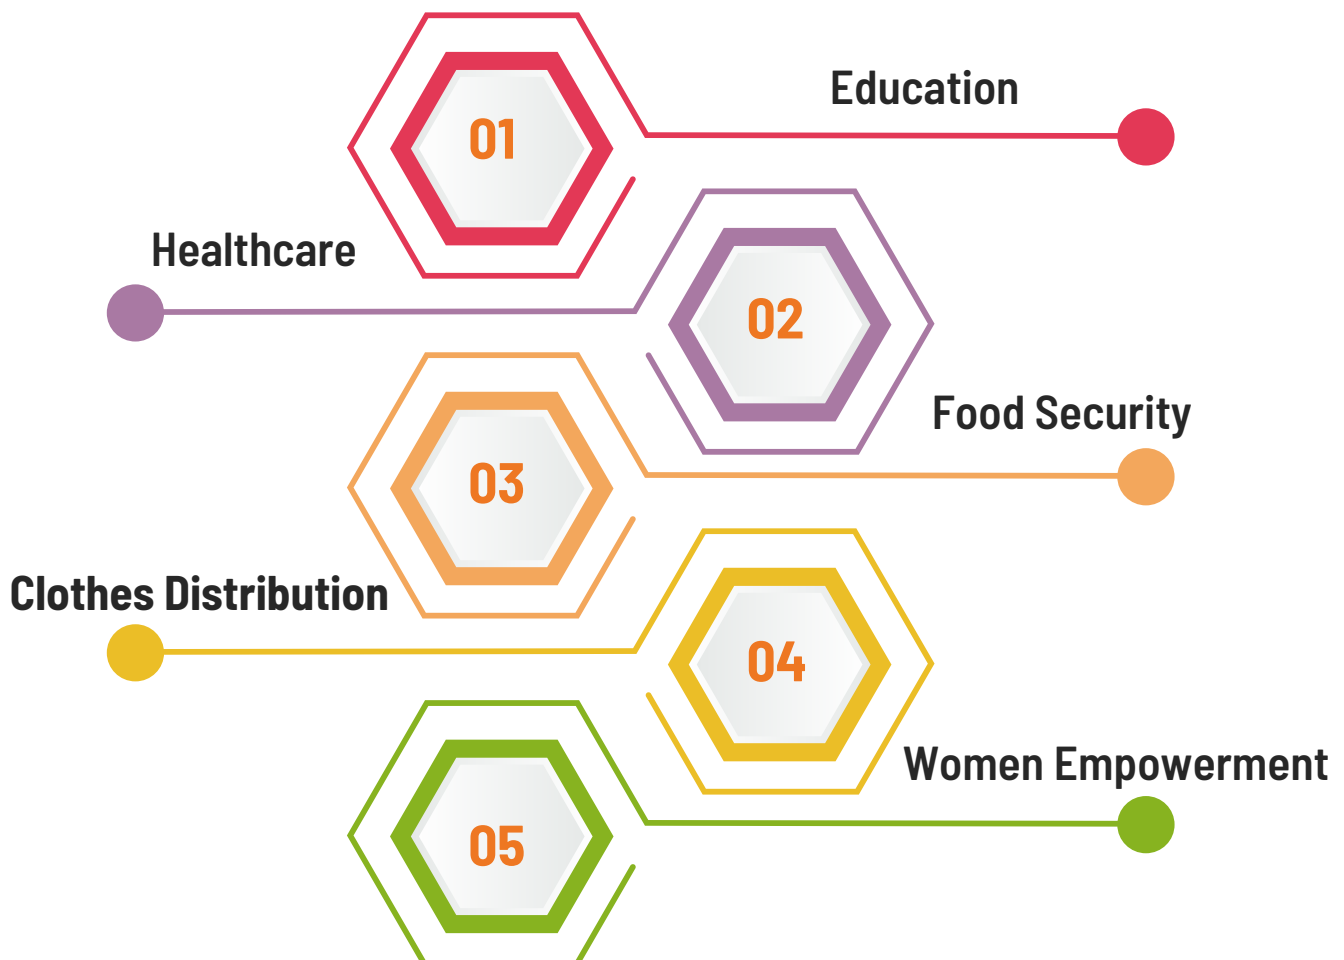 01
Education
Healthcare
02
Food Security
03
Clothes Distribution
04
Women Empowerment
05